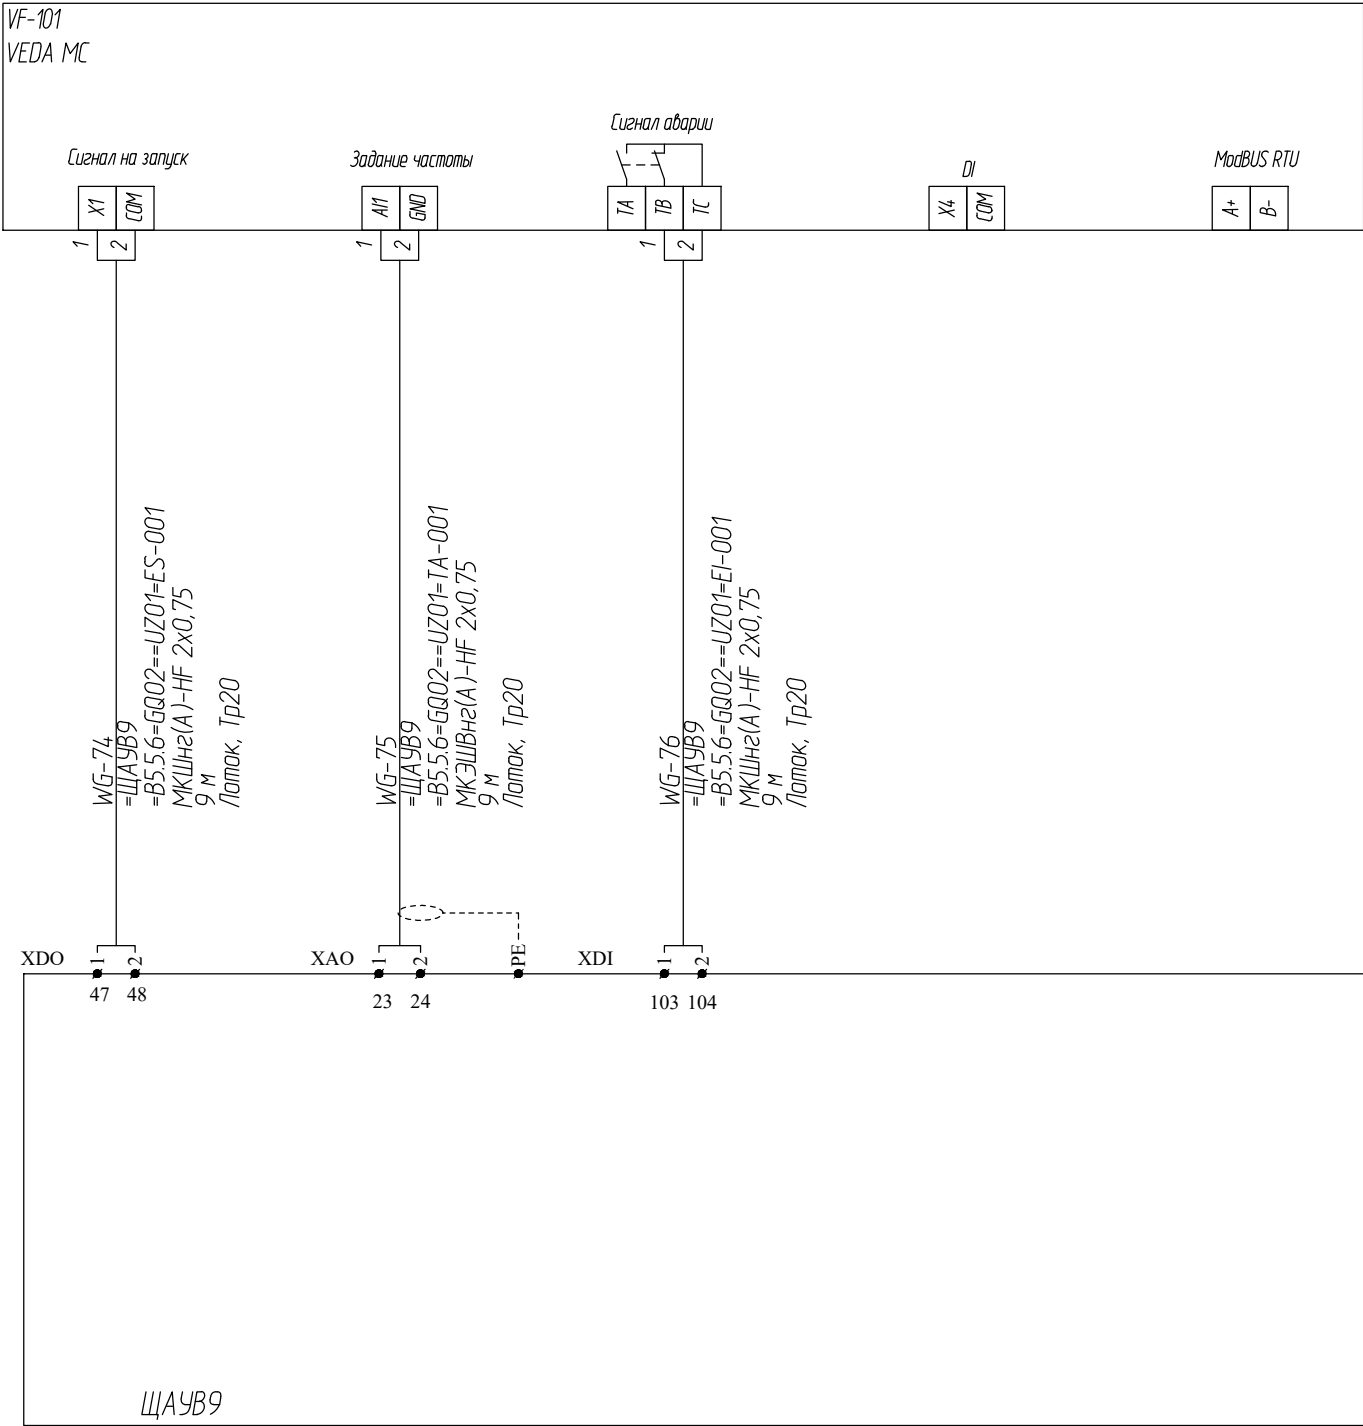 VF-101
VEDA MC
Сигнал на запуск
X1
COM
1
2
Задание частоты
AI1
GND
1
2
Сигнал аварии
TA
TB
TC
1
2
DI
X4
COM
ModBUS RTU
A+
B-
WG-74
=ЩАУВ9
=B5.5.6=GQ02==UZ01=ES-001
МКШнг(А)-HF 2x0,75
9 м
Лоток, Тр20
WG-75
=ЩАУВ9
=B5.5.6=GQ02==UZ01=TA-001
МКЭШВнг(А)-HF 2x0,75
9 м
Лоток, Тр20
WG-76
=ЩАУВ9
=B5.5.6=GQ02==UZ01=EI-001
МКШнг(А)-HF 2x0,75
9 м
Лоток, Тр20
XDO
1
2
47
48
XAO
1
2
PE
23
24
XDI
1
2
103
104
ЩАУВ9